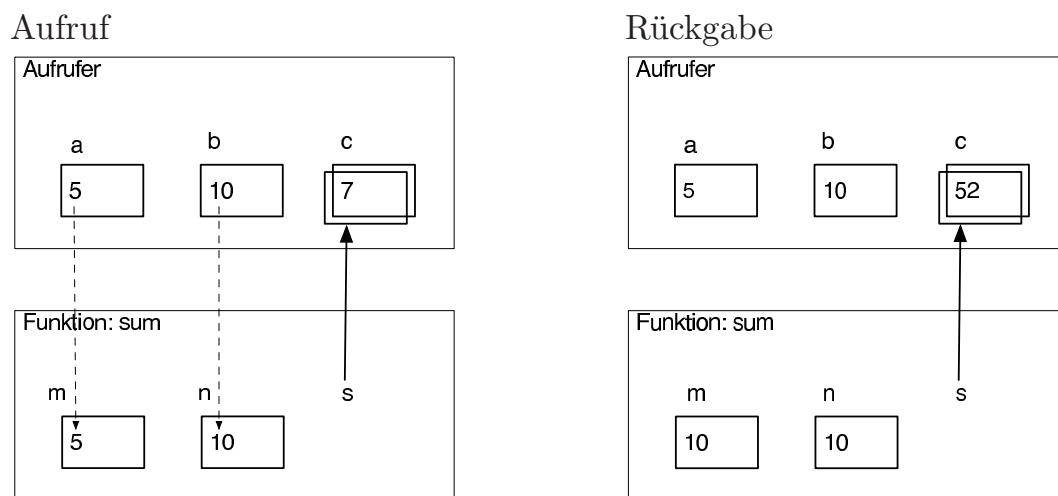 Aufruf
Aufrufer
a b c
5 10 7
Funktion: sum
m n s
5 10
Rückgabe
Aufrufer
a b c
5 10 52
Funktion: sum
m n s
10 10